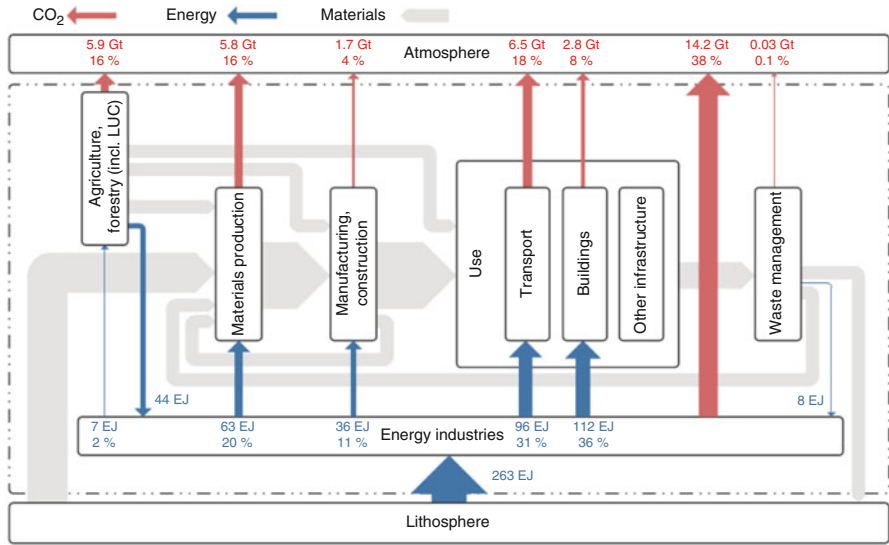 CO2 Energy Materials
5.9 Gt 5.8 Gt 1.7 Gt 6.5 Gt 2.8 Gt 14.2 Gt 0.03 Gt
Atmosphere
16 % 16 % 4 % 18 % 8 % 38 % 0.1 %
Agriculture,
forestry (incl. LUC)
Materials production
Manufacturing,
construction
Use
Transport
Buildings
Other infrastructure
Waste management
44 EJ
8 EJ
7 EJ 63 EJ 36 EJ 96 EJ 112 EJ
Energy industries
2 % 20 % 11 % 31 % 36 %
263 EJ
Lithosphere